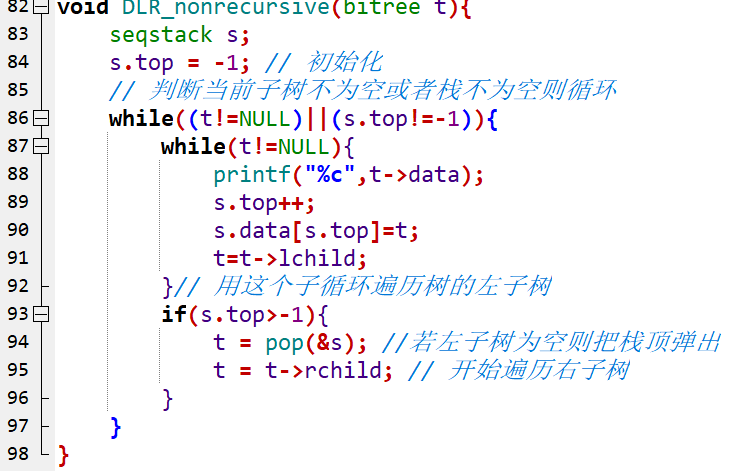 82 void DLR_nonrecursive(bitree t){
83 seqstack s;
84 s.top = -1; // 初始化
85 // 判断当前子树不为空或者栈不为空则循环
86 while((t!=NULL)||(s.top!=-1)){
87 while(t!=NULL){
88 printf("%c",t->data);
89 s.top++;
90 s.data[s.top]=t;
91 t=t->lchild;
92 }// 用这个子循环遍历树的左子树
93 if(s.top>-1){
94 t = pop(&s); //若左子树为空则把栈顶弹出
95 t = t->rchild; // 开始遍历右子树
96 }
97 }
98 }